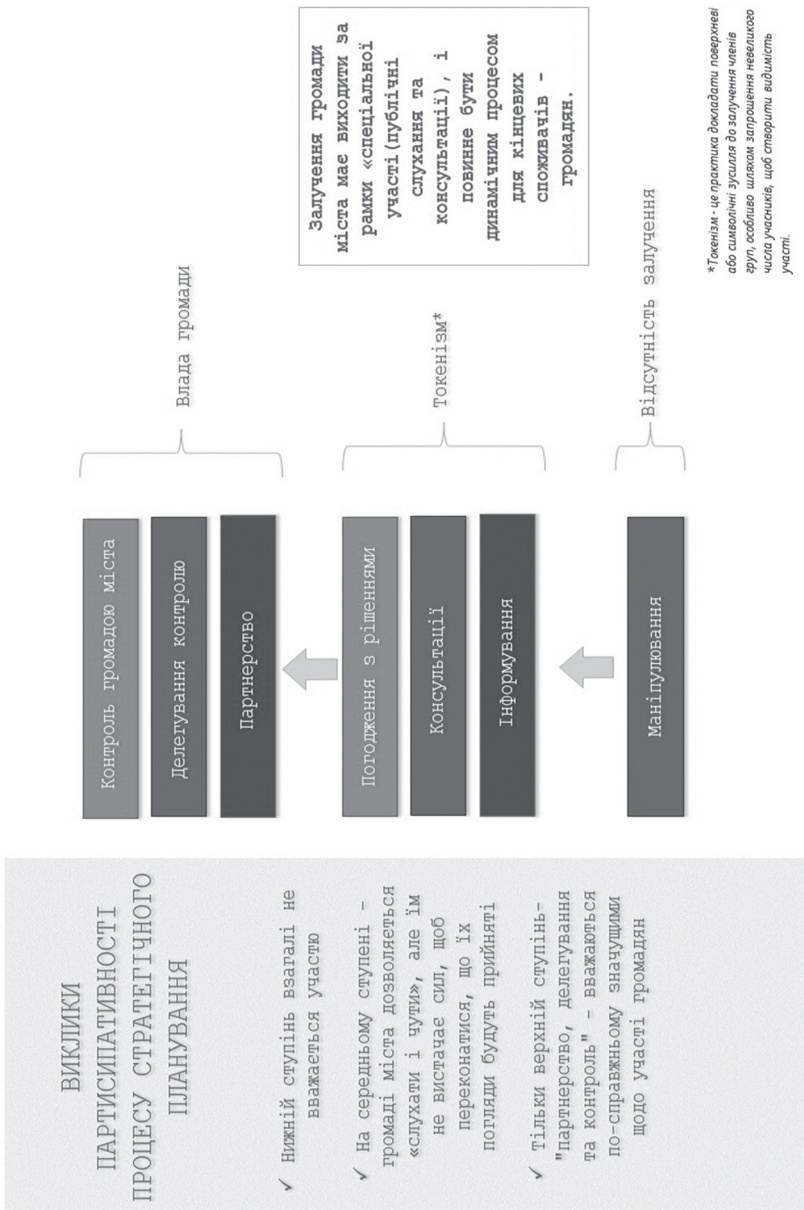 ВИКЛИКИ
ПАРТИСИПАТИВНОСТІ
ПРОЦЕСУ СТРАТЕГІЧНОГО
ПЛАНУВАННЯ
✓ Нижній ступінь взагалі не
вважається участю
✓ На середньому ступені –
громаді міста дозволяється
«слухати і чути», але їм
не вистачає сил, щоб
переконатися, що їх
погляди будуть прийняті
✓ Тільки верхній ступінь-
"партнерство, делегування
та контроль" – вважаються
по-справжньому значущими
щодо участі громадян
Контроль громадою міста
Делегування контролю
Партнерство
Влада громади
Погодження з рішеннями
Консультації
Інформування
Токенізм*
Маніпулювання
Відсутність залучення
Залучення громади
міста має виходити за
рамки «спеціальної
участі(публічні
слухання та
консультації), і
повинне бути
динамічним процесом
для кінцевих
споживачів –
громадян.
*Токенізм - це практика докладати поверхневі
або символічні зусилля до залучення членів
груп, особливо шляхом запрошення невеликого
числа учасників, щоб створити видимість
участі.